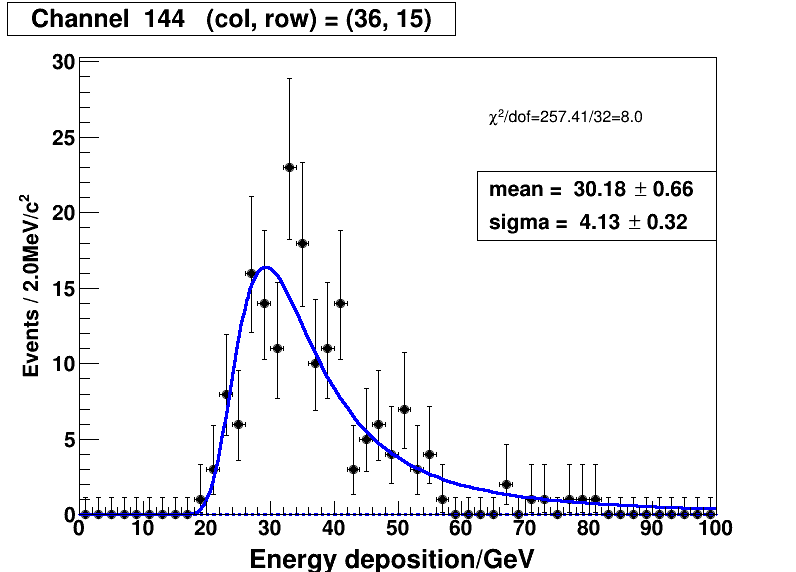 Channel 144 (col, row) = (36, 15)
χ²/dof=257.41/32=8.0
mean = 30.18 ± 0.66
sigma = 4.13 ± 0.32
Events / 2.0MeV/c²
30
25
20
15
10
5
0
0 10 20 30 40 50 60 70 80 90 100
Energy deposition/GeV